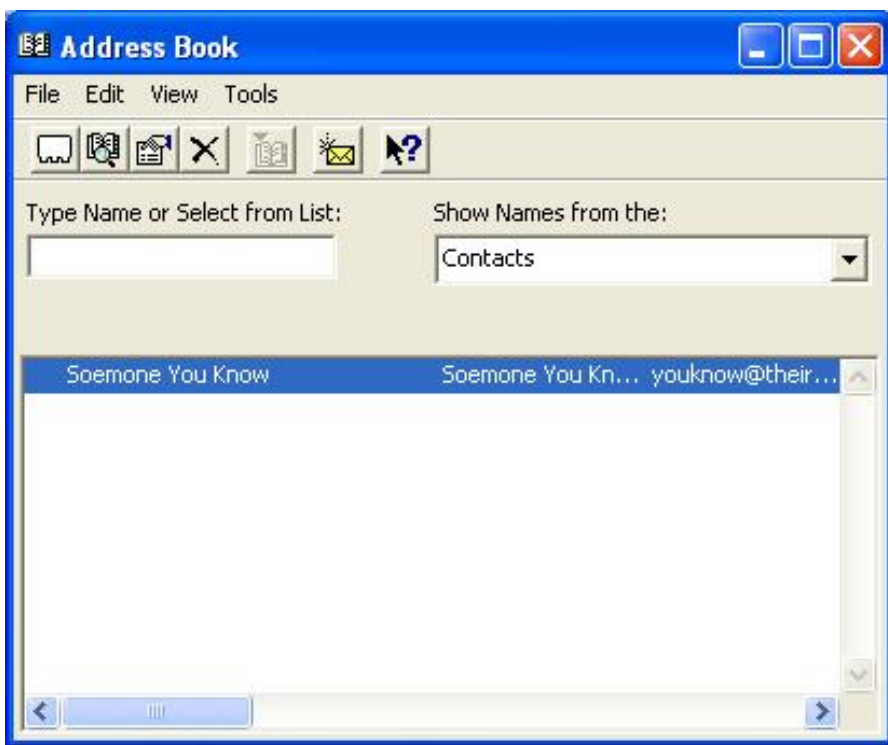 Address Book
File Edit View Tools
Type Name or Select from List: Show Names from the:
Contacts
Soemone You Know Soemone You Kn... youknow@their...